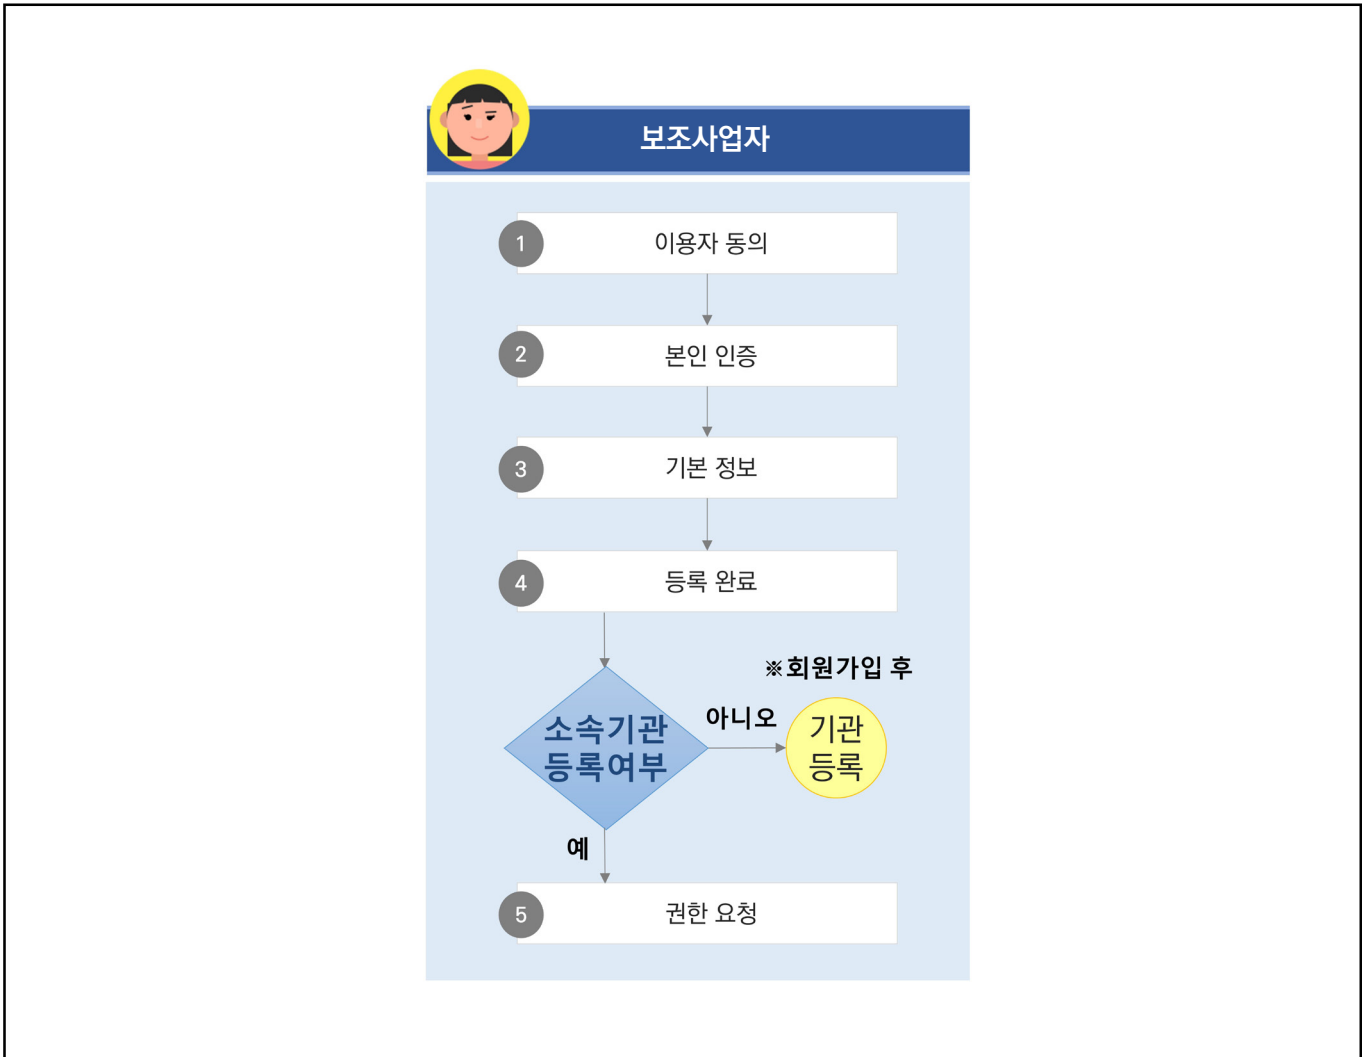 보조사업자
1 이용자 동의
2 본인 인증
3 기본 정보
4 등록 완료
※회원가입 후
소속기관
등록여부
아니오
기관
등록
예
5 권한 요청